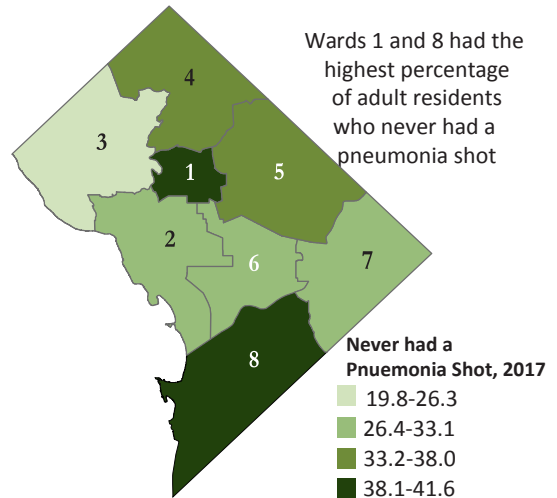 Wards 1 and 8 had the
highest percentage
of adult residents
who never had a
pneumonia shot
4
3
1
5
2
6
7
8
Never had a
Pnuemonia Shot, 2017
19.8-26.3
26.4-33.1
33.2-38.0
38.1-41.6